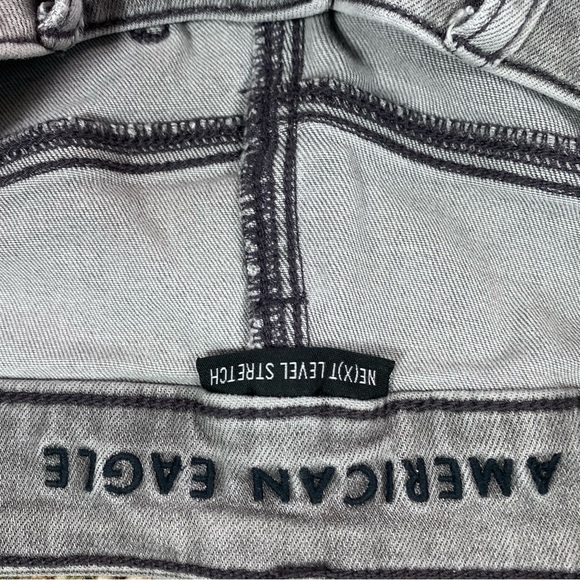 AMERICAN EAGLE
NE(X)T LEVEL STRETCH